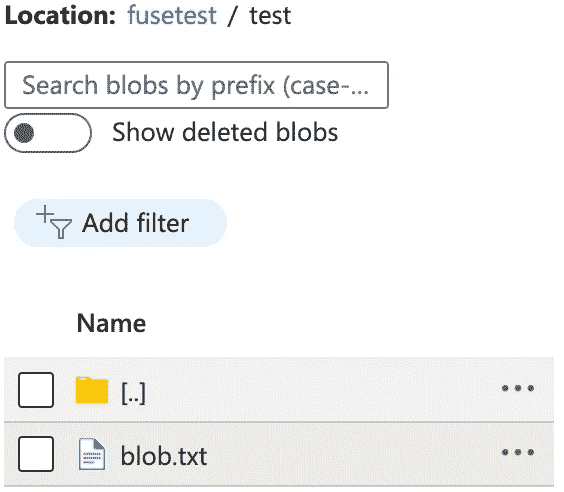 Location: fusetest / test
Search blobs by prefix (case-...
Show deleted blobs
Add filter
Name
[..]
blob.txt